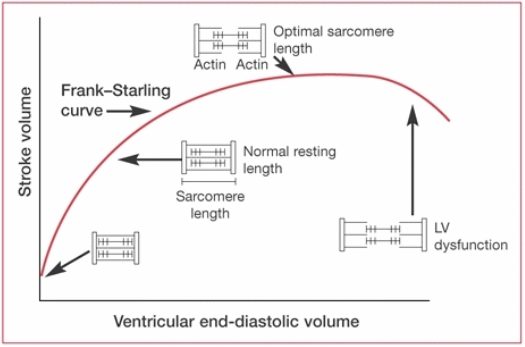 Optimal sarcomere
length
Actin Actin
Frank–Starling
curve
Normal resting
length
Sarcomere
length
LV
dysfunction
Stroke volume
Ventricular end-diastolic volume